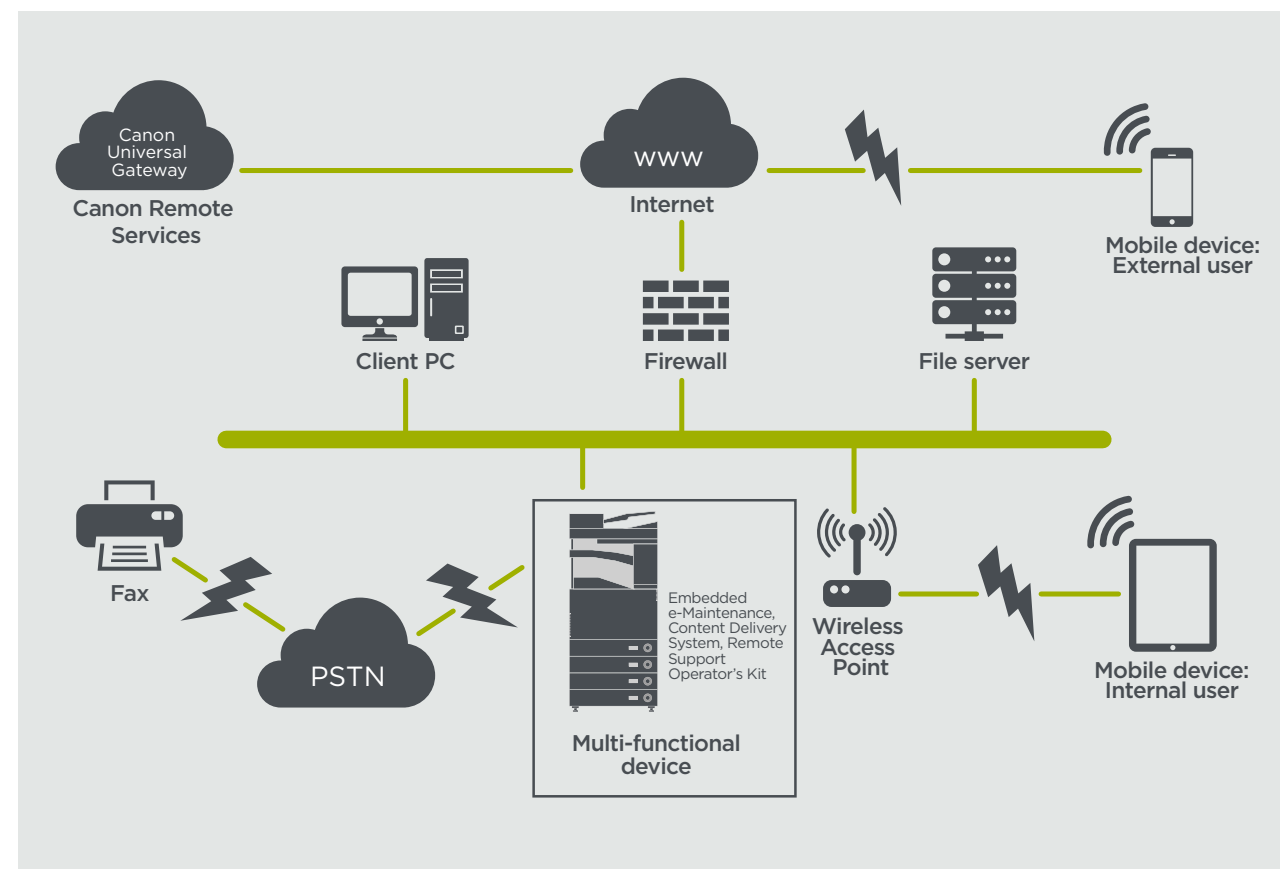 Canon
Universal
Gateway
Canon Remote
Services
www
Internet
Mobile device:
External user
Client PC
Firewall
File server
Fax
PSTN
Embedded
e-Maintenance,
Content Delivery
System, Remote
Support
Operator's Kit
Multi-functional
device
Wireless
Access
Point
Mobile device:
Internal user